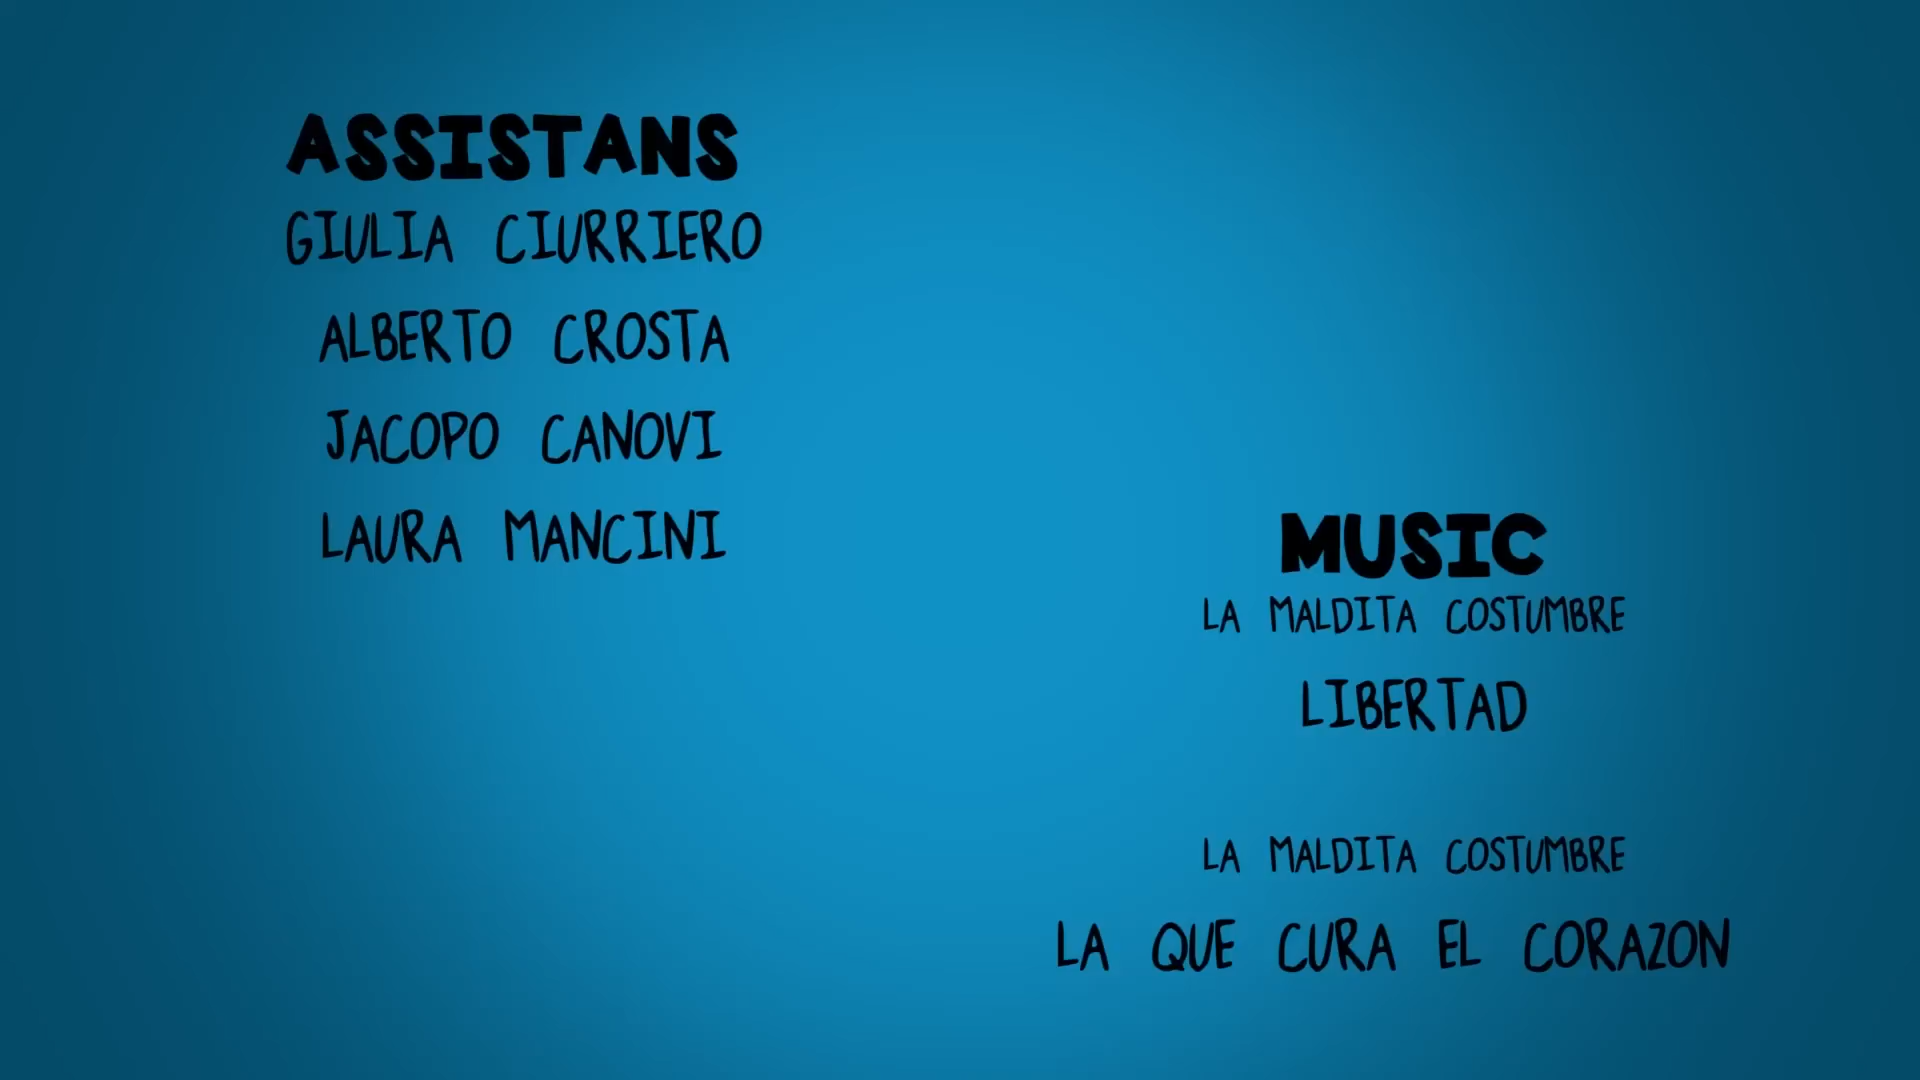 ASSISTANS
GIULIA CIURRIERO
ALBERTO CROSTA
JACOPO CANOVI
LAURA MANCINI
MUSIC
LA MALDITA COSTUMBRE
LIBERTAD
LA MALDITA COSTUMBRE
LA QUE CURA EL CORAZON